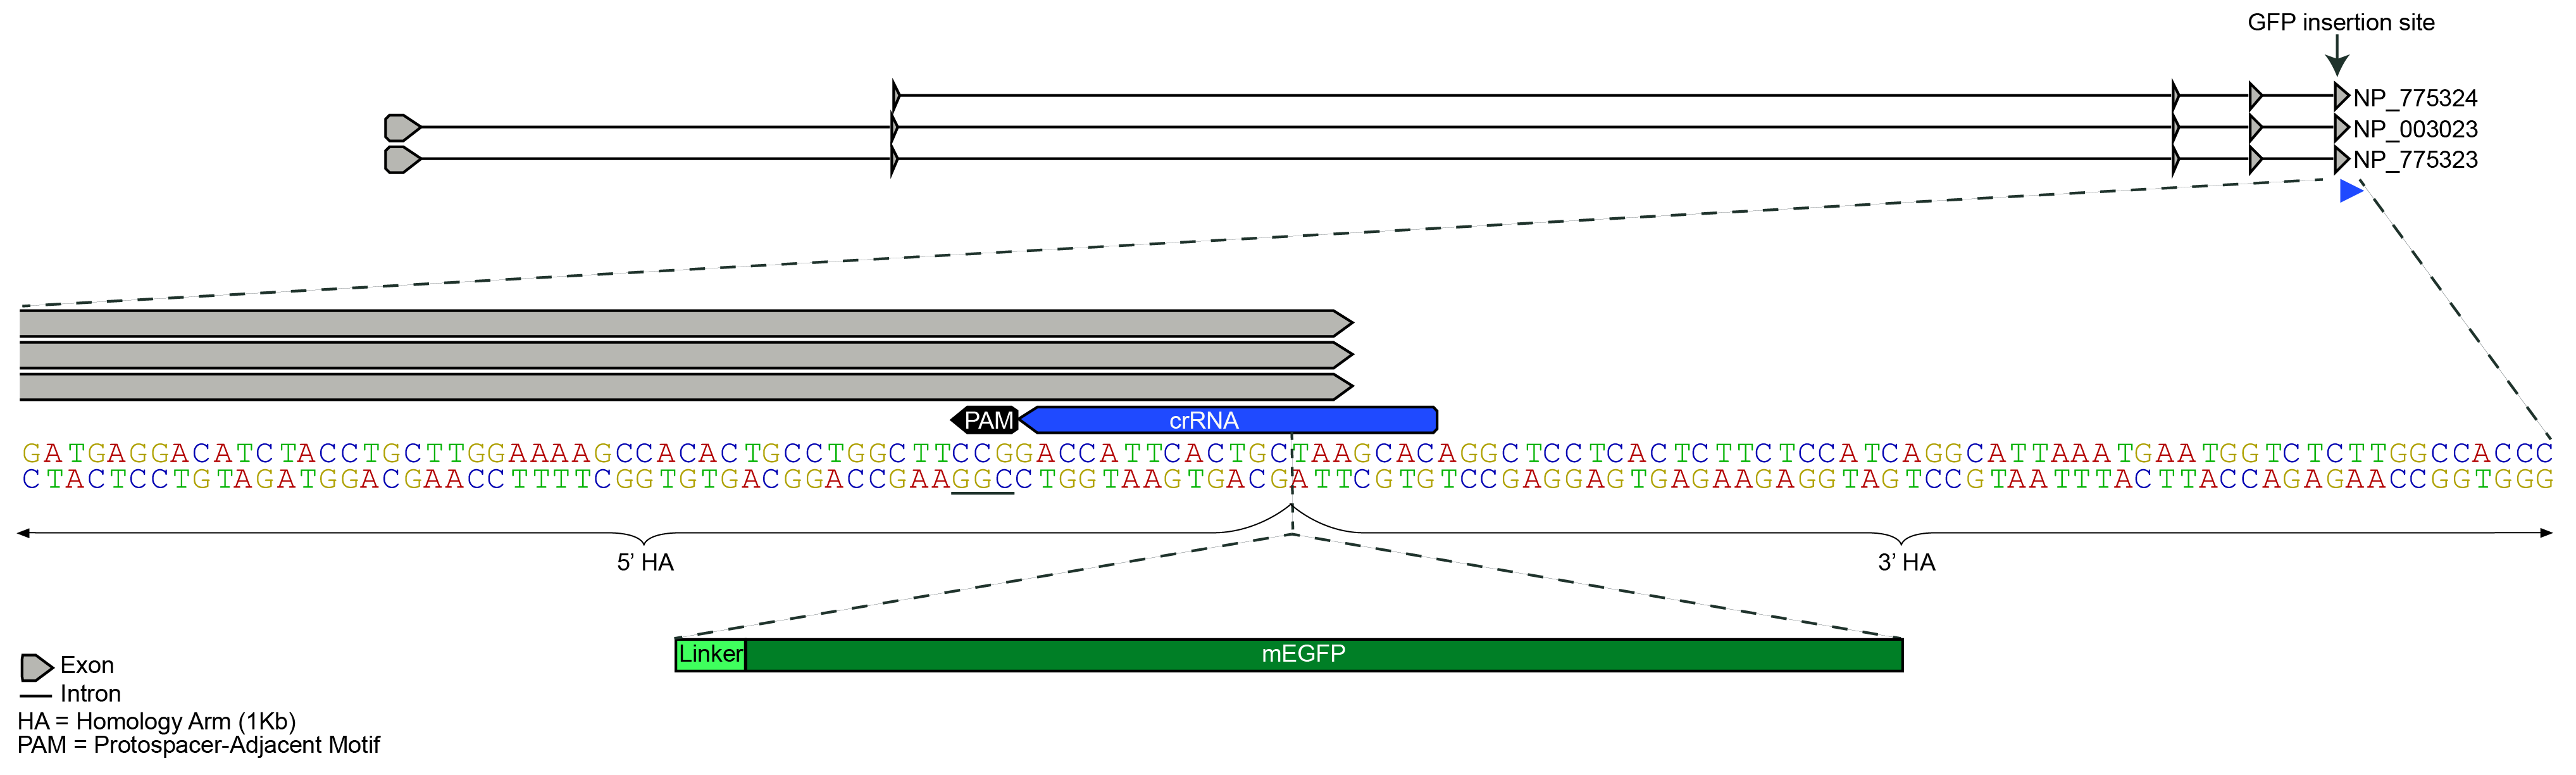 GFP insertion site
NP_775324
NP_003023
NP_775323
PAM crRNA
GATGAGGACATCTACCTGCTTGGAAAAGCCACACTGCCTGGCTTCCGGACCATTCACTGCTAAGCACAGGCTCCTCACTCTTCTCCATCAGGCATTAAATGAATGGTCTCTTGGCCACCC
CTACTCCTGTAGATGGACGAACCTTTTCGGTGTGACGGACCGAAGGCCTGGTAAGTGACGATTCGTGTCCGAGGAGTGAGAAGAGGTAGTCCGTAATTTACTTACCAGAGAACCGGTGGG
5’ HA 3’ HA
Linker mEGFP
Exon
Intron
HA = Homology Arm (1Kb)
PAM = Protospacer-Adjacent Motif